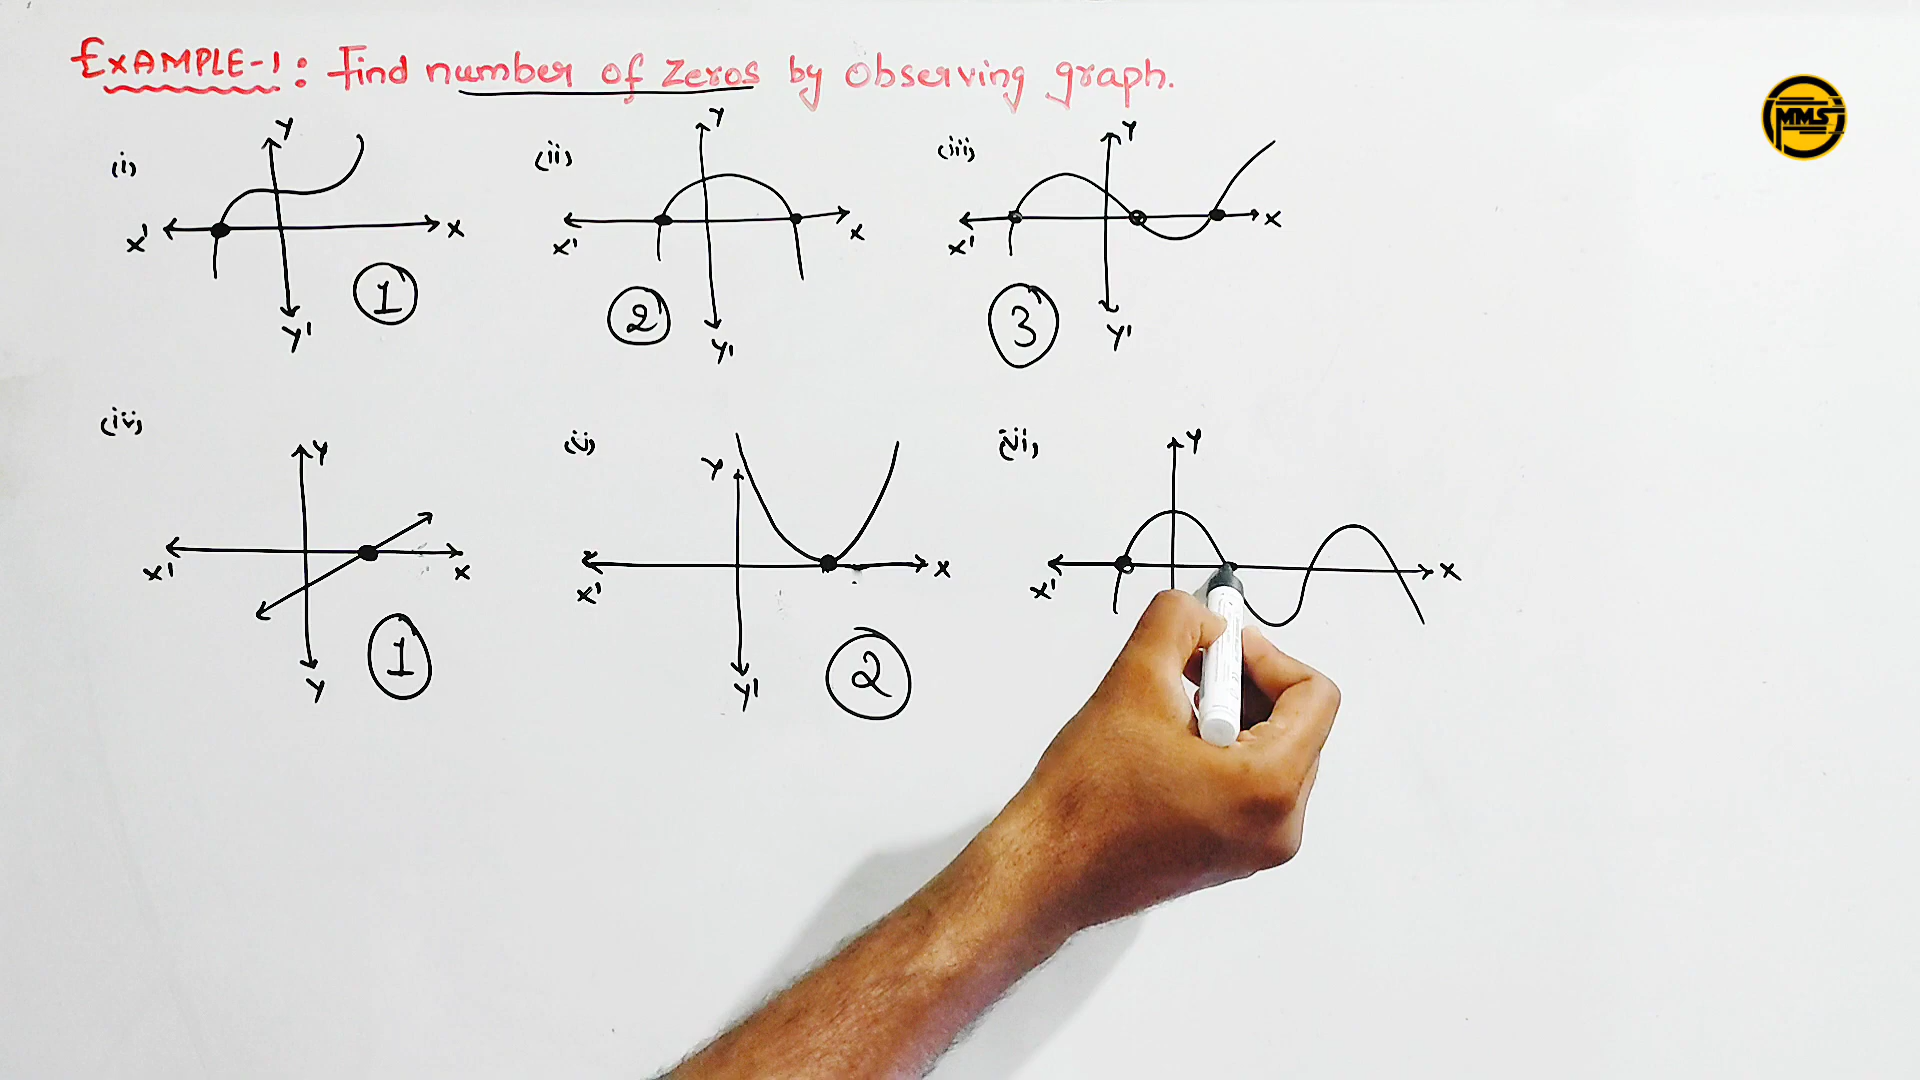 EXAMPLE-1: Find number of zeros by observing graph.
MMS
(i) Y X' X Y' 1
(ii) Y X' X Y' 2
(iii) Y X' X Y' 3
(iv) Y X' X Y 1
(v) Y X' X Y' 2
(vi) Y X' X